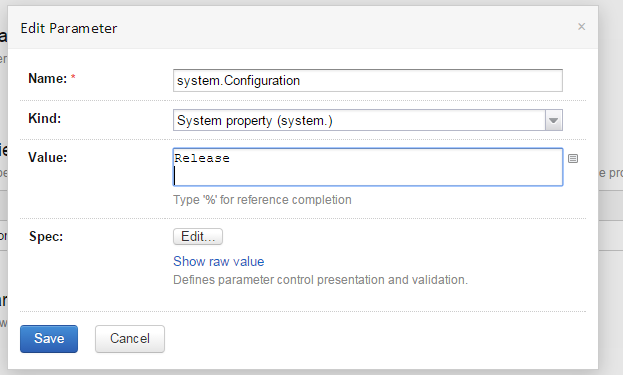 Edit Parameter
×
Name: *
system.Configuration
Kind:
System property (system.)
Value:
Release
Type '%' for reference completion
e pro
Spec:
Edit...
Show raw value
Defines parameter control presentation and validation.
Save
Cancel